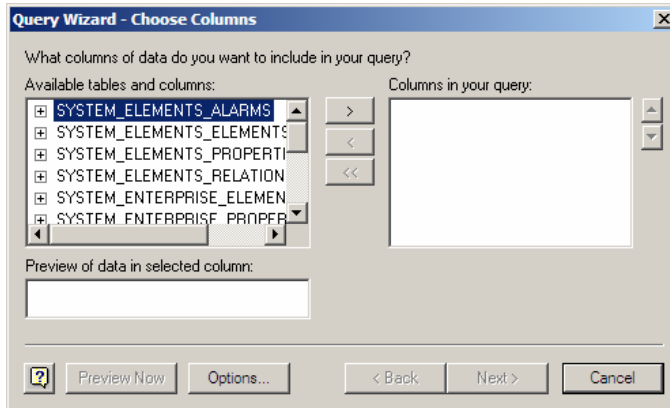 Query Wizard - Choose Columns
What columns of data do you want to include in your query?
Available tables and columns:
Columns in your query:
SYSTEM_ELEMENTS_ALARMS
SYSTEM_ELEMENTS_ELEMENTS
SYSTEM_ELEMENTS_PROPERTI
SYSTEM_ELEMENTS_RELATION
SYSTEM_ENTERPRISE_ELEMEN
SYSTEM_ENTERPRISE_PROPER
>
<
<<
Preview of data in selected column:
Preview Now
Options...
< Back
Next >
Cancel